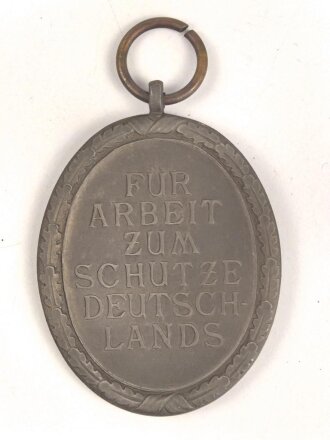 FÜR
ARBEIT
ZUM
SCHUTZE
DEUTSCH-
LANDS